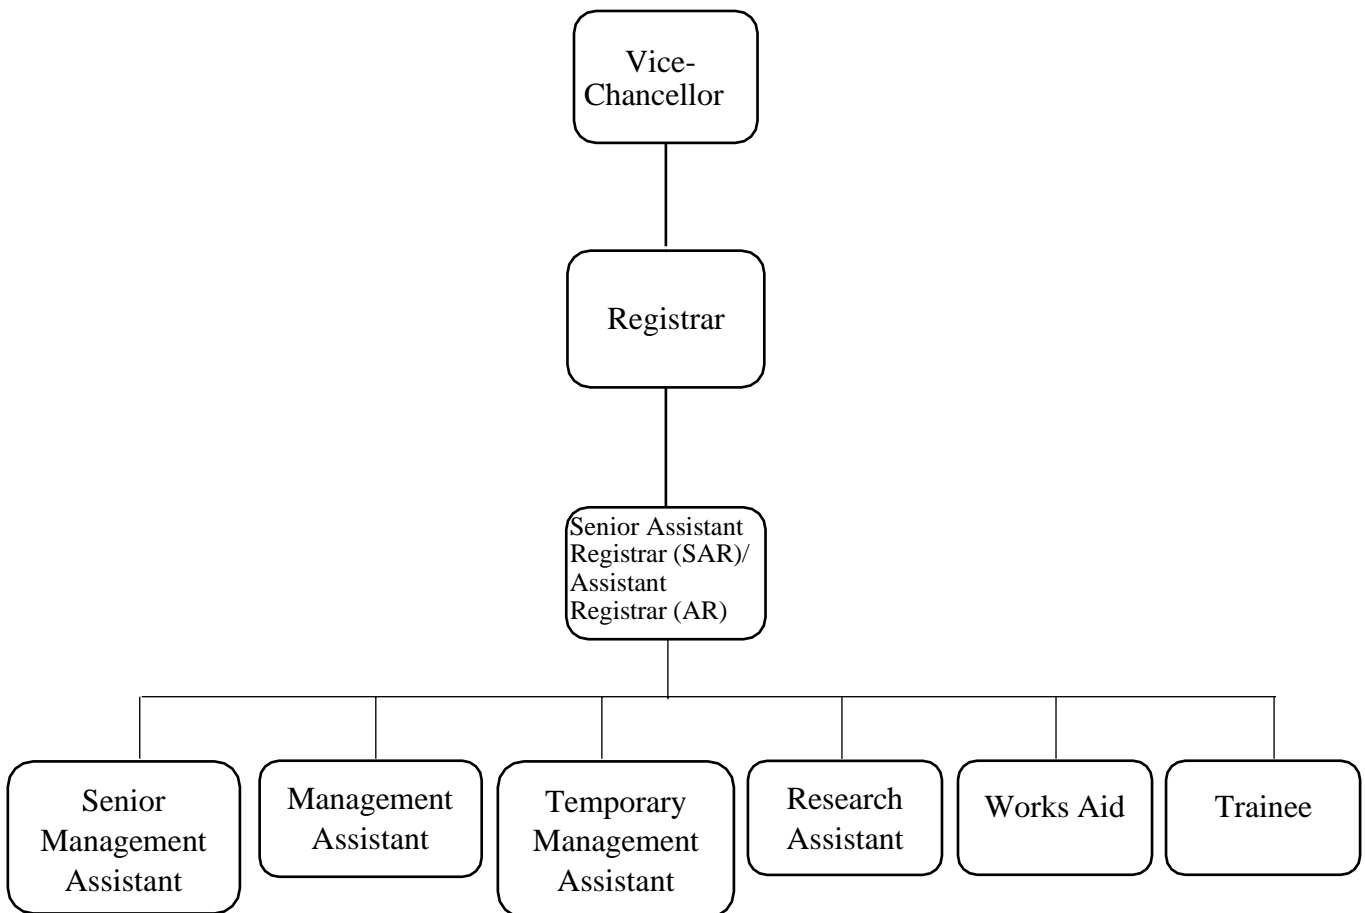 Vice-
Chancellor
Registrar
Senior Assistant
Registrar (SAR)/
Assistant
Registrar (AR)
Senior
Management
Assistant
Management
Assistant
Temporary
Management
Assistant
Research
Assistant
Works Aid
Trainee